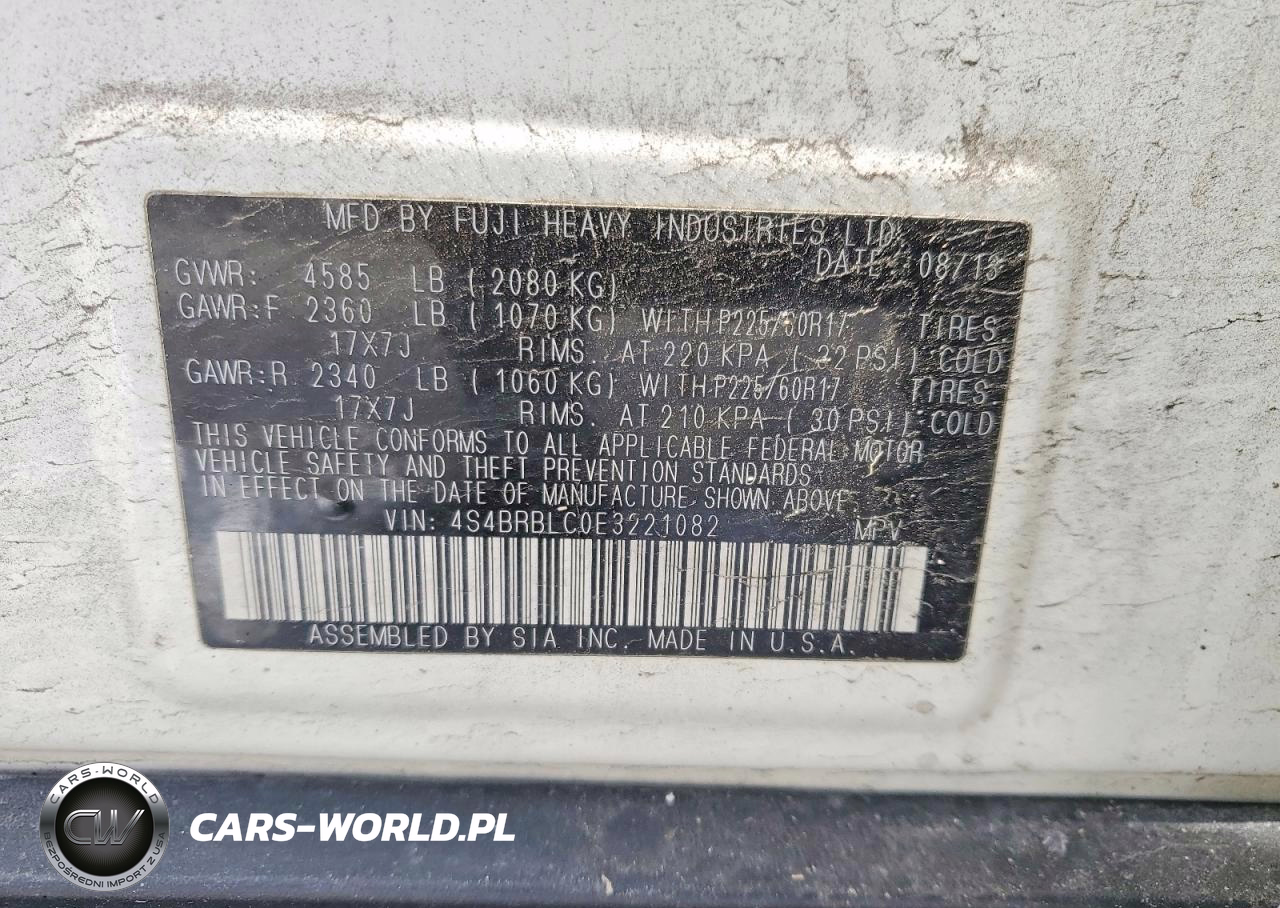 MFD BY FUJI HEAVY INDUSTRIES LTD.
DATE: 08/13
GVWR: 4585 LB ( 2080 KG)
GAWR:F 2360 LB ( 1070 KG) WITH P225/60R17 TIRES
17X7J RIMS. AT 220 KPA ( 32 PSI) COLD
GAWR:R 2340 LB ( 1060 KG) WITH P225/60R17 TIRES
17X7J RIMS. AT 210 KPA ( 30 PSI) COLD
THIS VEHICLE CONFORMS TO ALL APPLICABLE FEDERAL MOTOR
VEHICLE SAFETY AND THEFT PREVENTION STANDARDS
IN EFFECT ON THE DATE OF MANUFACTURE SHOWN ABOVE.
VIN: 4S4BRBLC0E3221082 MPV
ASSEMBLED BY SIA INC. MADE IN U.S.A.
CARS-WORLD
CW
BEZPOŚREDNI IMPORT Z USA
CARS-WORLD.PL